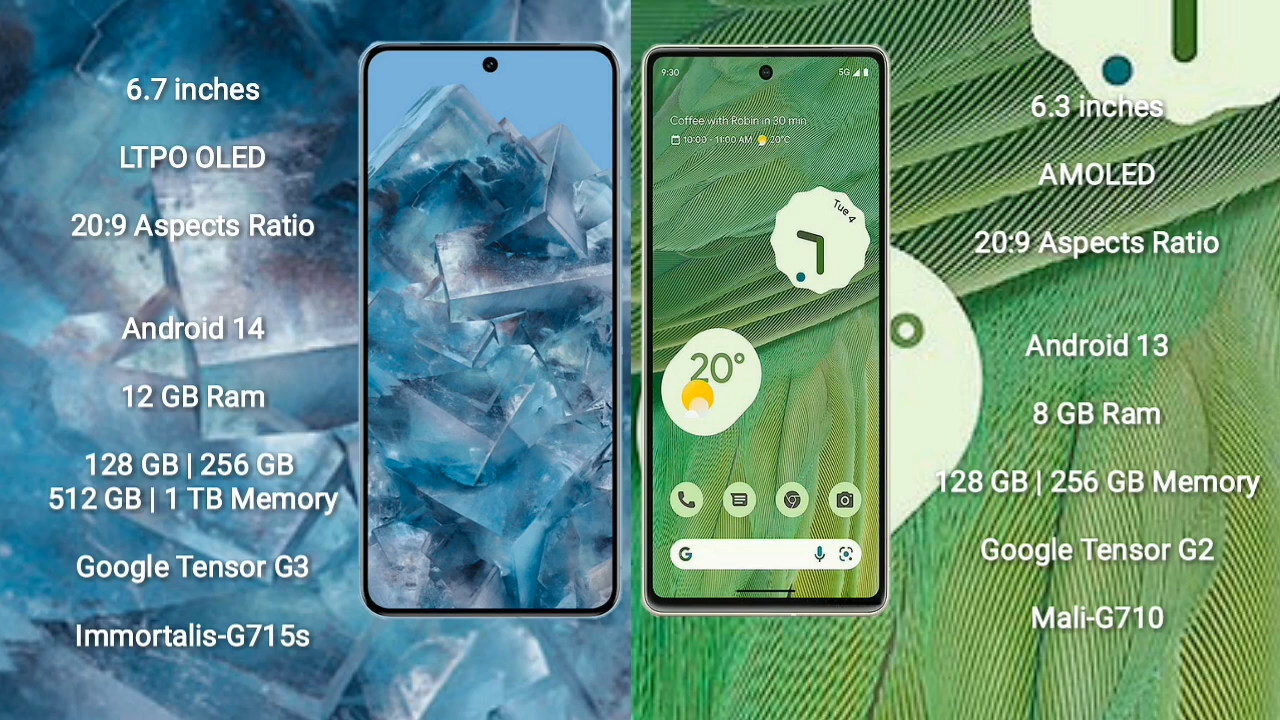 6.7 inches
LTPO OLED
20:9 Aspects Ratio
Android 14
12 GB Ram
128 GB | 256 GB
512 GB | 1 TB Memory
Google Tensor G3
Immortalis-G715s
9:30
5G
Coffee with Robin in 30 min
10:00 - 11:00 AM
20°C
Tue 4
20°
G
6.3 inches
AMOLED
20:9 Aspects Ratio
Android 13
8 GB Ram
128 GB | 256 GB Memory
Google Tensor G2
Mali-G710